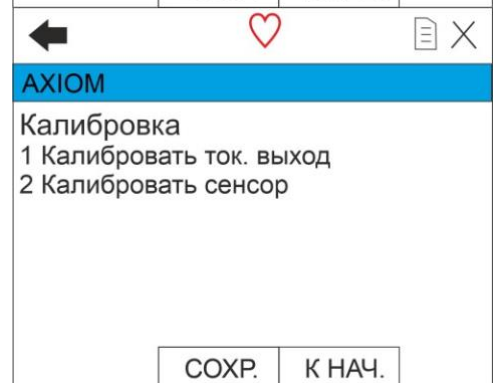 AXIOM
Калибровка
1 Калибровать ток. выход
2 Калибровать сенсор
СОХР.
К НАЧ.